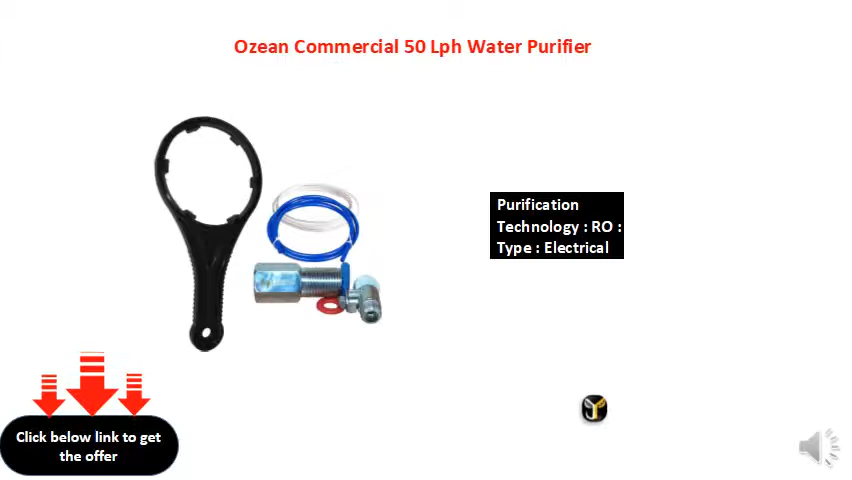 Ozean Commercial 50 Lph Water Purifier
Purification
Technology : RO :
Type : Electrical
Click below link to get
the offer